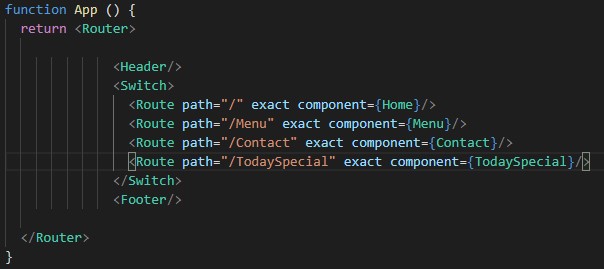 function App () {
return <Router>
<Header/>
<Switch>
<Route path="/" exact component={Home}/>
<Route path="/Menu" exact component={Menu}/>
<Route path="/Contact" exact component={Contact}/>
<Route path="/TodaySpecial" exact component={TodaySpecial}/>
</Switch>
<Footer/>
</Router>
}